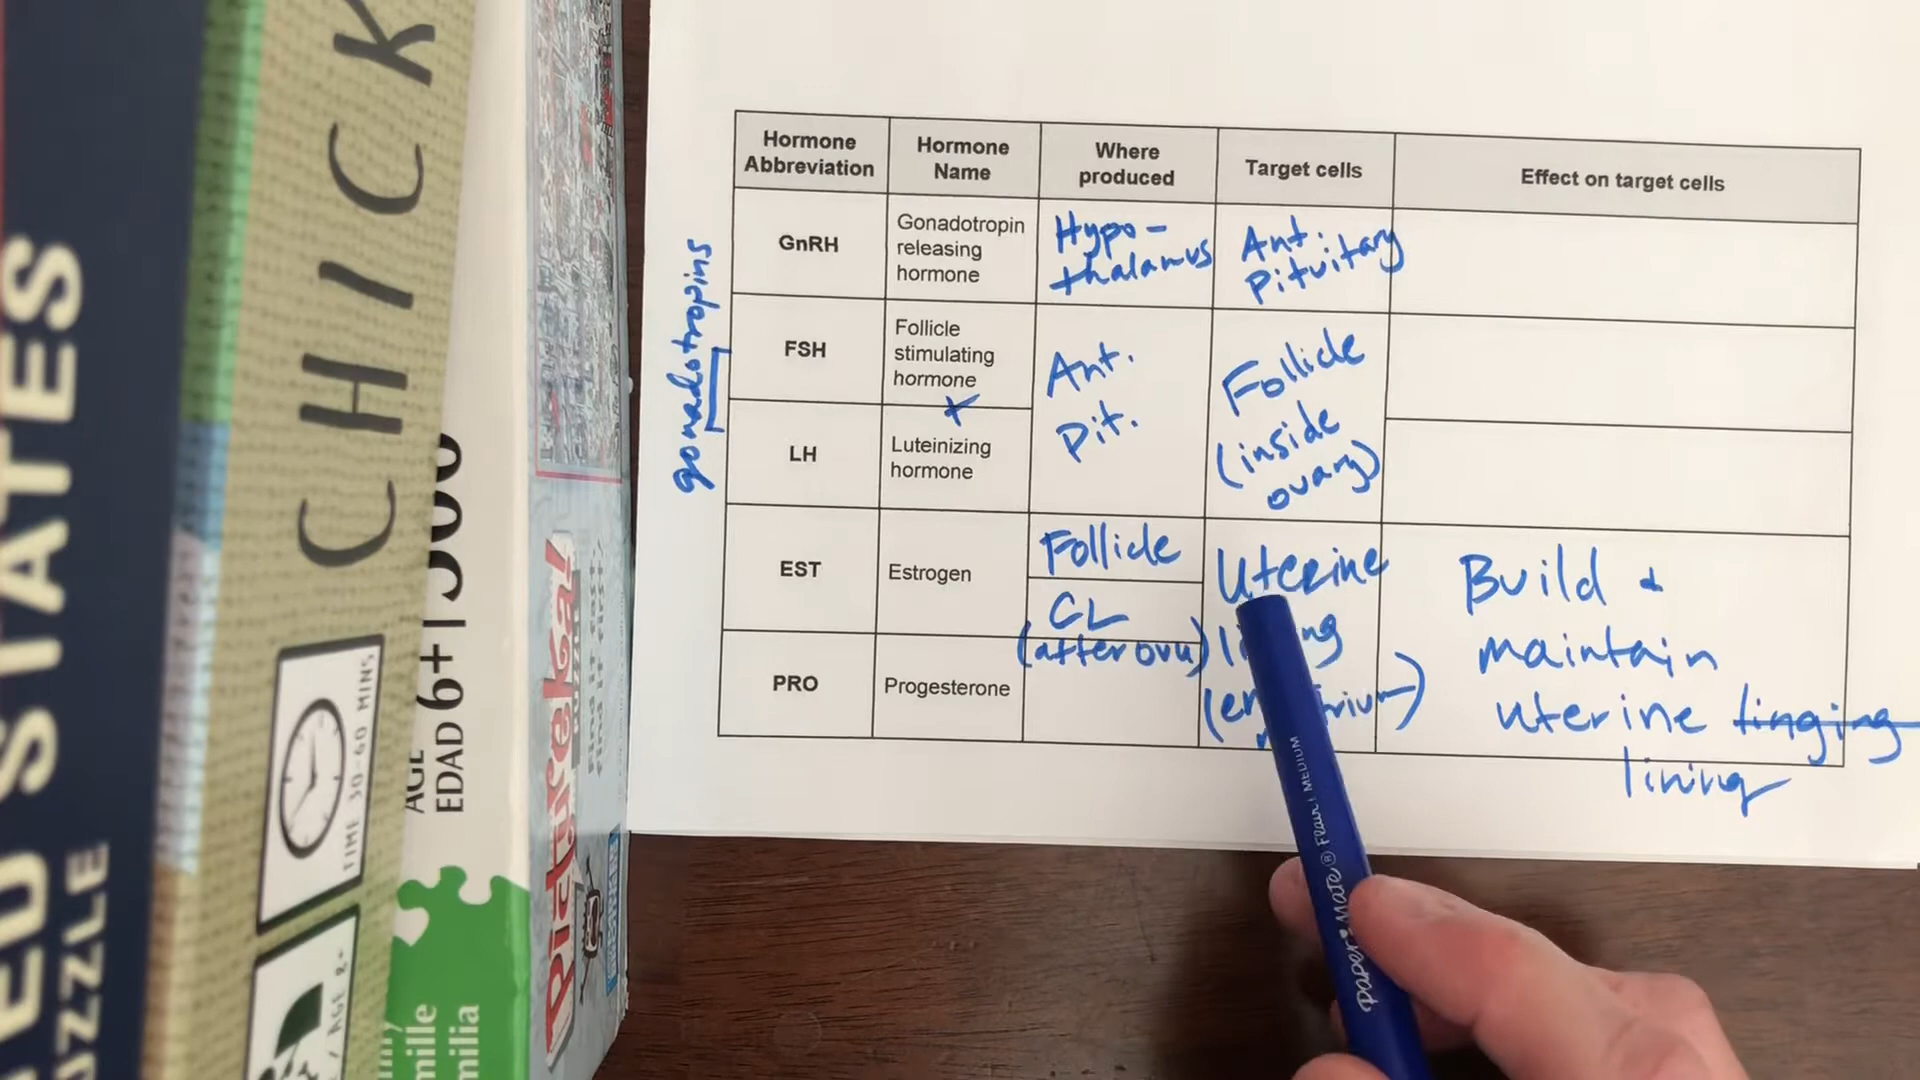 STATES
PUZZLE
CHICK
TIME 30-60 MINS
AGE 8+
AGE
EDAD 6+
Pictureka!
PUZZLE
gonadotropins
Hormone
Abbreviation
Hormone
Name
Where
produced
Target cells
Effect on target cells
GnRH
Gonadotropin
releasing
hormone
Hypo-
thalamus
Ant.
Pituitary
FSH
Follicle
stimulating
hormone
Ant.
Pit.
Follicle
(inside
ovary)
LH
Luteinizing
hormone
EST
Estrogen
Follicle
CL
(after ovu)
Uterine
Build +
maintain
uterine
lining
PRO
Progesterone
Paper Mate® Flair! MEDIUM